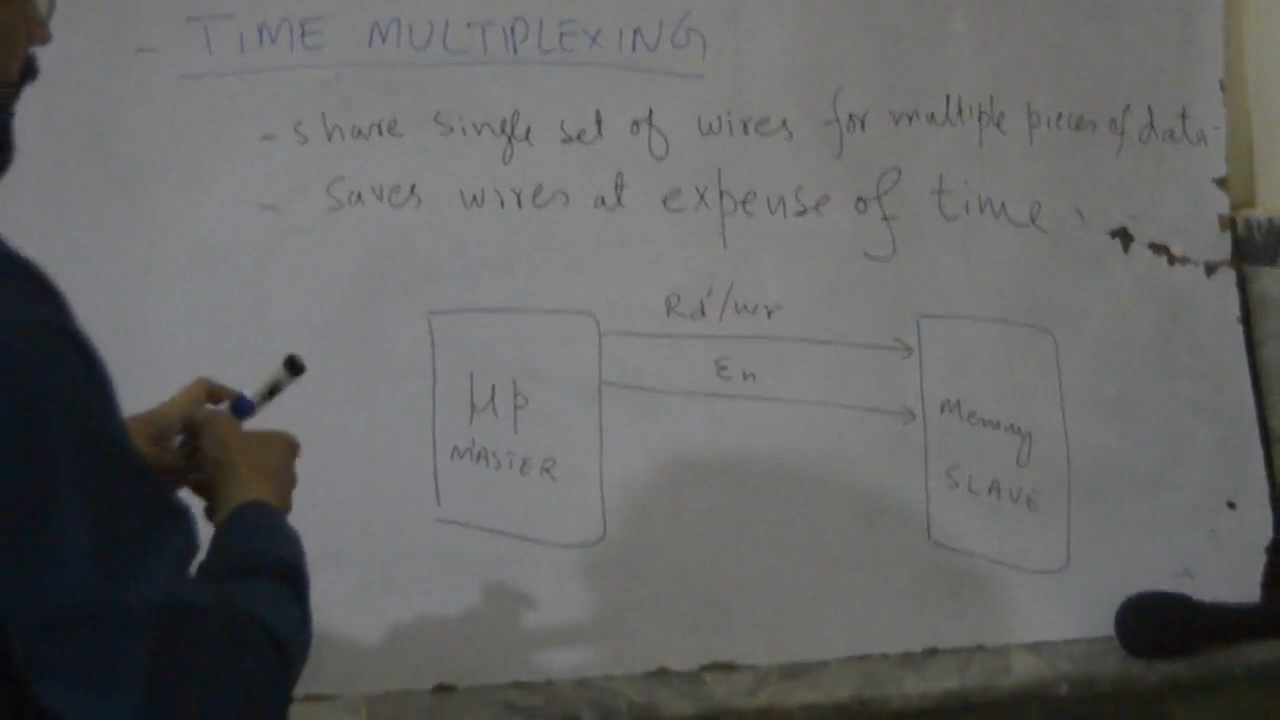 - TIME MULTIPLEXING
- share single set of wires for multiple pieces of data.
- Saves wires at expense of time.
Rd'/wr
En
μp
MASTER
Memory
SLAVE